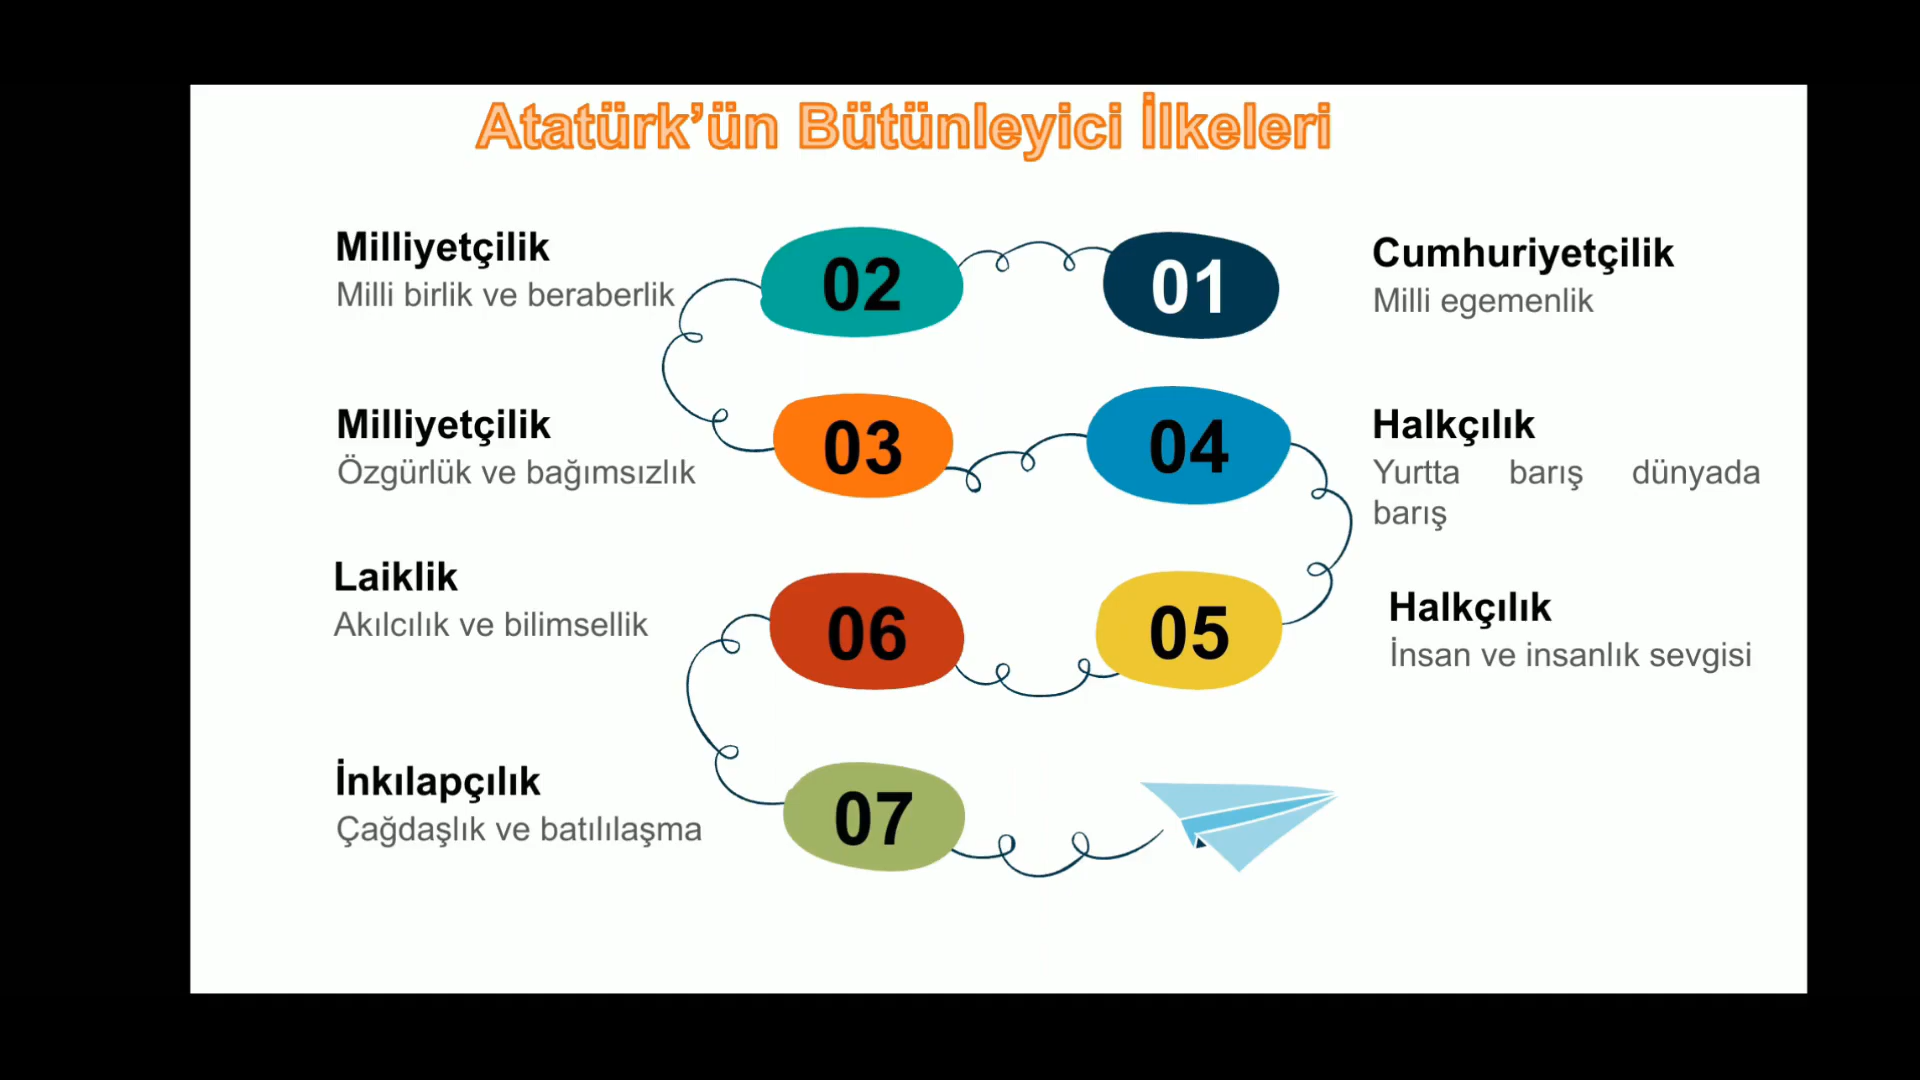 Atatürk’ün Bütünleyici İlkeleri
01
Cumhuriyetçilik
Milli egemenlik
02
Milliyetçilik
Milli birlik ve beraberlik
03
Milliyetçilik
Özgürlük ve bağımsızlık
04
Halkçılık
Yurtta barış dünyada
barış
05
Halkçılık
İnsan ve insanlık sevgisi
06
Laiklik
Akılcılık ve bilimsellik
07
İnkılapçılık
Çağdaşlık ve batılılaşma